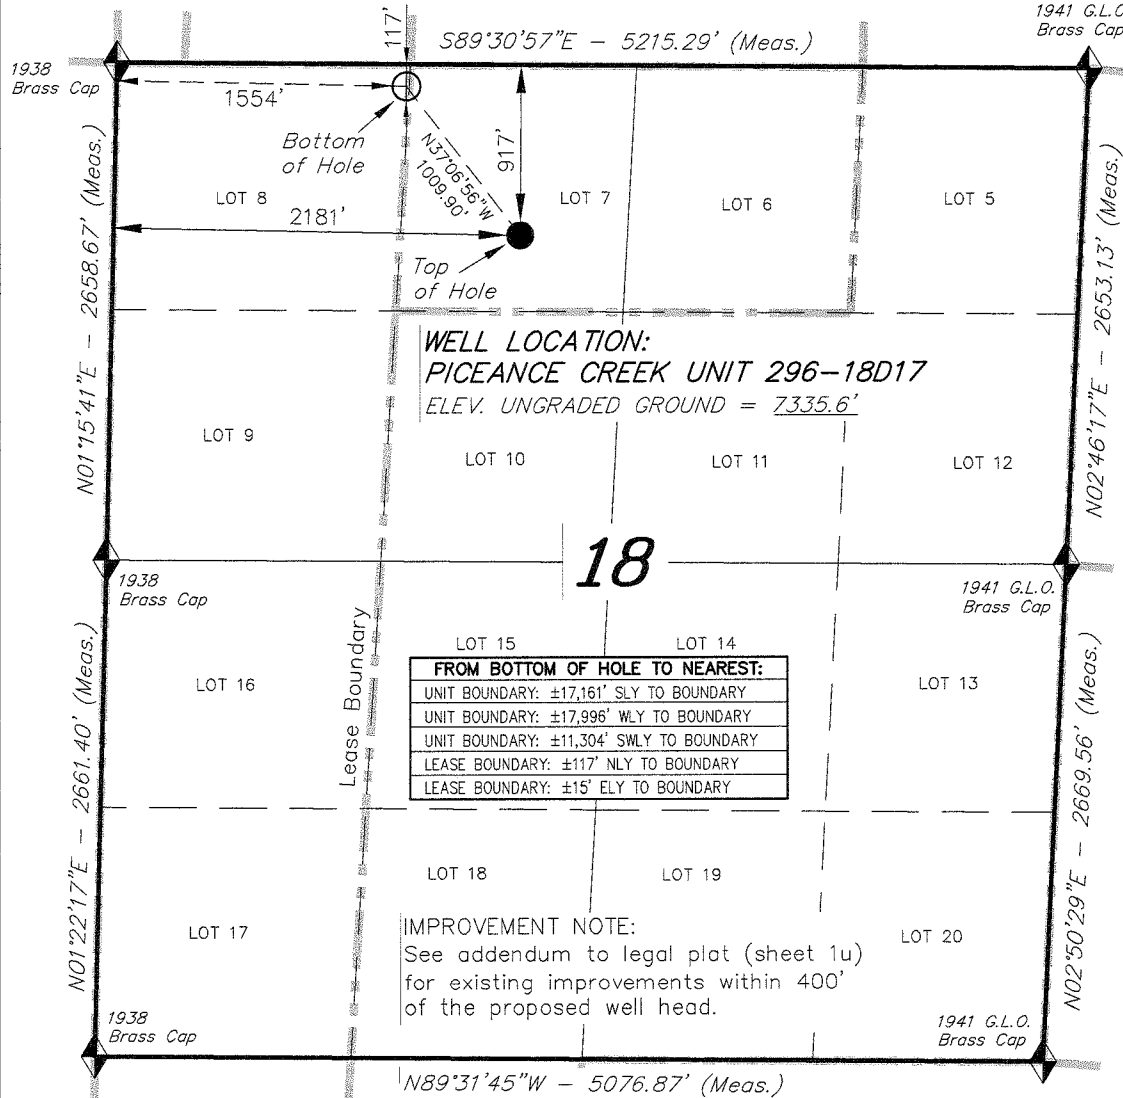 1941 G.L.O
Brass Cap
117'
S89°30'57"E - 5215.29' (Meas.)
1938
Brass Cap
1554'
Bottom
of Hole
N37°06'56"W
1009.90'
917'
LOT 8
LOT 7
LOT 6
LOT 5
2181'
Top
of Hole
N01°15'41"E - 2658.67' (Meas.)
N02°46'17"E - 2653.13' (Meas.)
WELL LOCATION:
PICEANCE CREEK UNIT 296-18D17
ELEV. UNGRADED GROUND = 7335.6'
LOT 9
LOT 10
LOT 11
LOT 12
18
1938
Brass Cap
1941 G.L.O.
Brass Cap
Lease Boundary
LOT 15
LOT 14
LOT 16
LOT 13
FROM BOTTOM OF HOLE TO NEAREST:
UNIT BOUNDARY: ±17,161' SLY TO BOUNDARY
UNIT BOUNDARY: ±17,996' WLY TO BOUNDARY
UNIT BOUNDARY: ±11,304' SWLY TO BOUNDARY
LEASE BOUNDARY: ±117' NLY TO BOUNDARY
LEASE BOUNDARY: ±15' ELY TO BOUNDARY
N01°22'17"E - 2661.40' (Meas.)
N02°50'29"E - 2669.56' (Meas.)
LOT 18
LOT 19
LOT 17
LOT 20
IMPROVEMENT NOTE:
See addendum to legal plat (sheet 1u)
for existing improvements within 400'
of the proposed well head.
1938
Brass Cap
1941 G.L.O.
Brass Cap
N89°31'45"W - 5076.87' (Meas.)